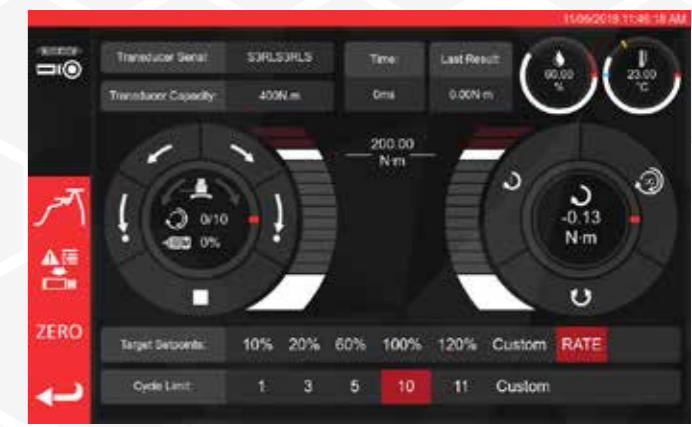 11/06/2019 11:46:18 AM
Transducer Serial: S3RLS3RLS Time: Last Result:
Transducer Capacity: 400N.m 0ms 0.00N·m
60.00 %
23.00 °C
200.00
N·m
0/10
0%
-0.13
N·m
ZERO
Target Setpoints: 10% 20% 60% 100% 120% Custom RATE
Cycle Limit: 1 3 5 10 11 Custom